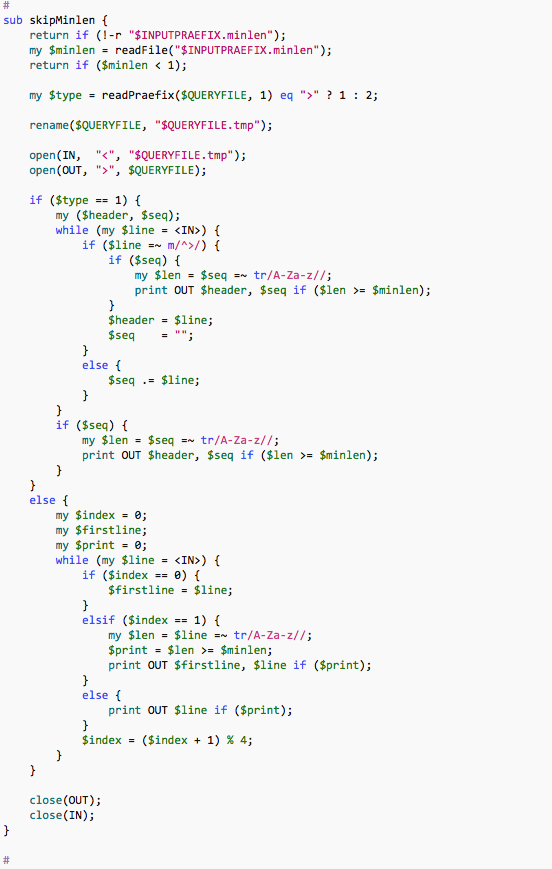 #
sub skipMinlen {
    return if (!-r "$INPUTPRAEFIX.minlen");
    my $minlen = readFile("$INPUTPRAEFIX.minlen");
    return if ($minlen < 1);

    my $type = readPraefix($QUERYFILE, 1) eq ">" ? 1 : 2;

    rename($QUERYFILE, "$QUERYFILE.tmp");

    open(IN,  "<", "$QUERYFILE.tmp");
    open(OUT, ">", $QUERYFILE);

    if ($type == 1) {
        my ($header, $seq);
        while (my $line = <IN>) {
            if ($line =~ m/^>/) {
                if ($seq) {
                    my $len = $seq =~ tr/A-Za-z//;
                    print OUT $header, $seq if ($len >= $minlen);
                }
                $header = $line;
                $seq    = "";
            }
            else {
                $seq .= $line;
            }
        }
        if ($seq) {
            my $len = $seq =~ tr/A-Za-z//;
            print OUT $header, $seq if ($len >= $minlen);
        }
    }
    else {
        my $index = 0;
        my $firstline;
        my $print = 0;
        while (my $line = <IN>) {
            if ($index == 0) {
                $firstline = $line;
            }
            elsif ($index == 1) {
                my $len = $line =~ tr/A-Za-z//;
                $print = $len >= $minlen;
                print OUT $firstline, $line if ($print);
            }
            else {
                print OUT $line if ($print);
            }
            $index = ($index + 1) % 4;
        }
    }

    close(OUT);
    close(IN);
}

#